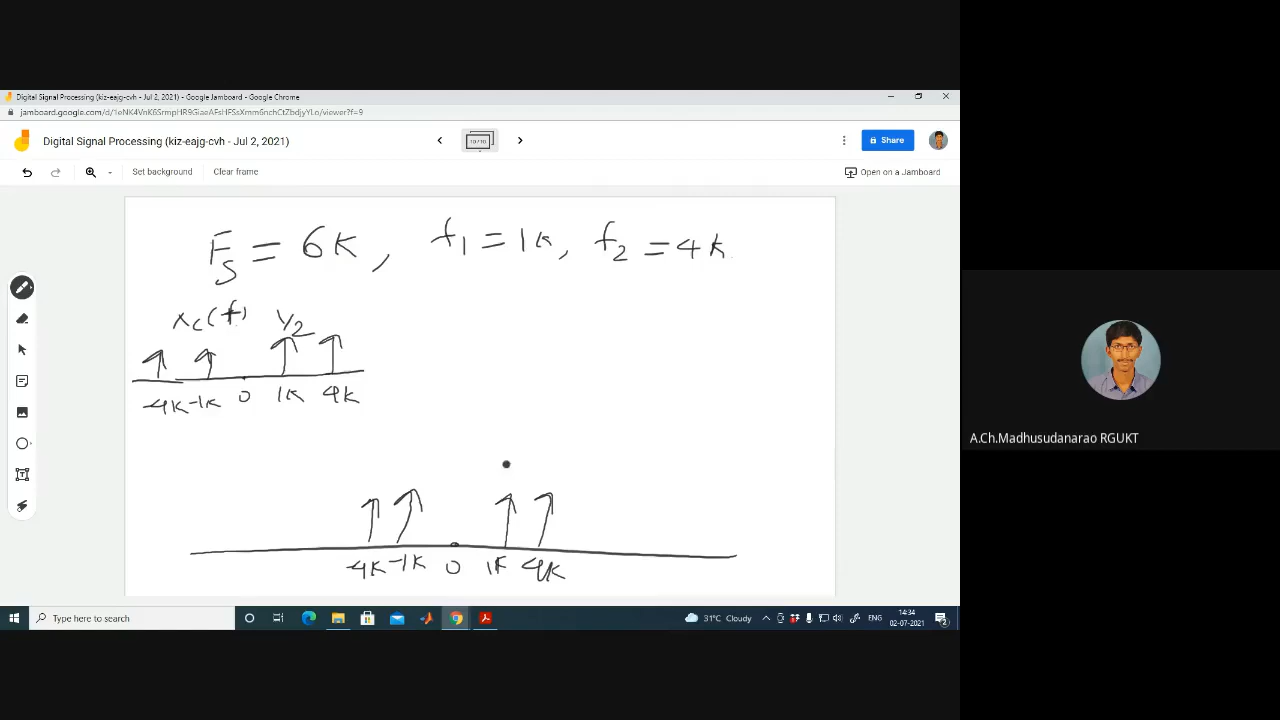 Digital Signal Processing (kiz-eajg-cvh - Jul 2, 2021) - Google Jamboard - Google Chrome
Digital Signal Processing (kiz-eajg-cvh - Jul 2, 2021)
10/10
Share
Set background
Clear frame
Open on a Jamboard
Fs = 6K, f1 = 1K, f2 = 4K
Xc(f) 1/2
-4K -1K 0 1K 4K
A.Ch.Madhusudanarao RGUKT
-4K -1K 0 1K 4K
Type here to search
31°C Cloudy
ENG
14:34
02-07-2021
2